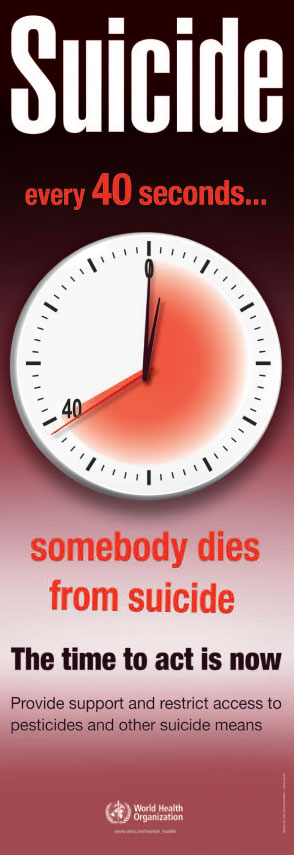 Suicide
every 40 seconds...
0
40
somebody dies
from suicide
The time to act is now
Provide support and restrict access to
pesticides and other suicide means
World Health
Organization
www.who.int/mental_health